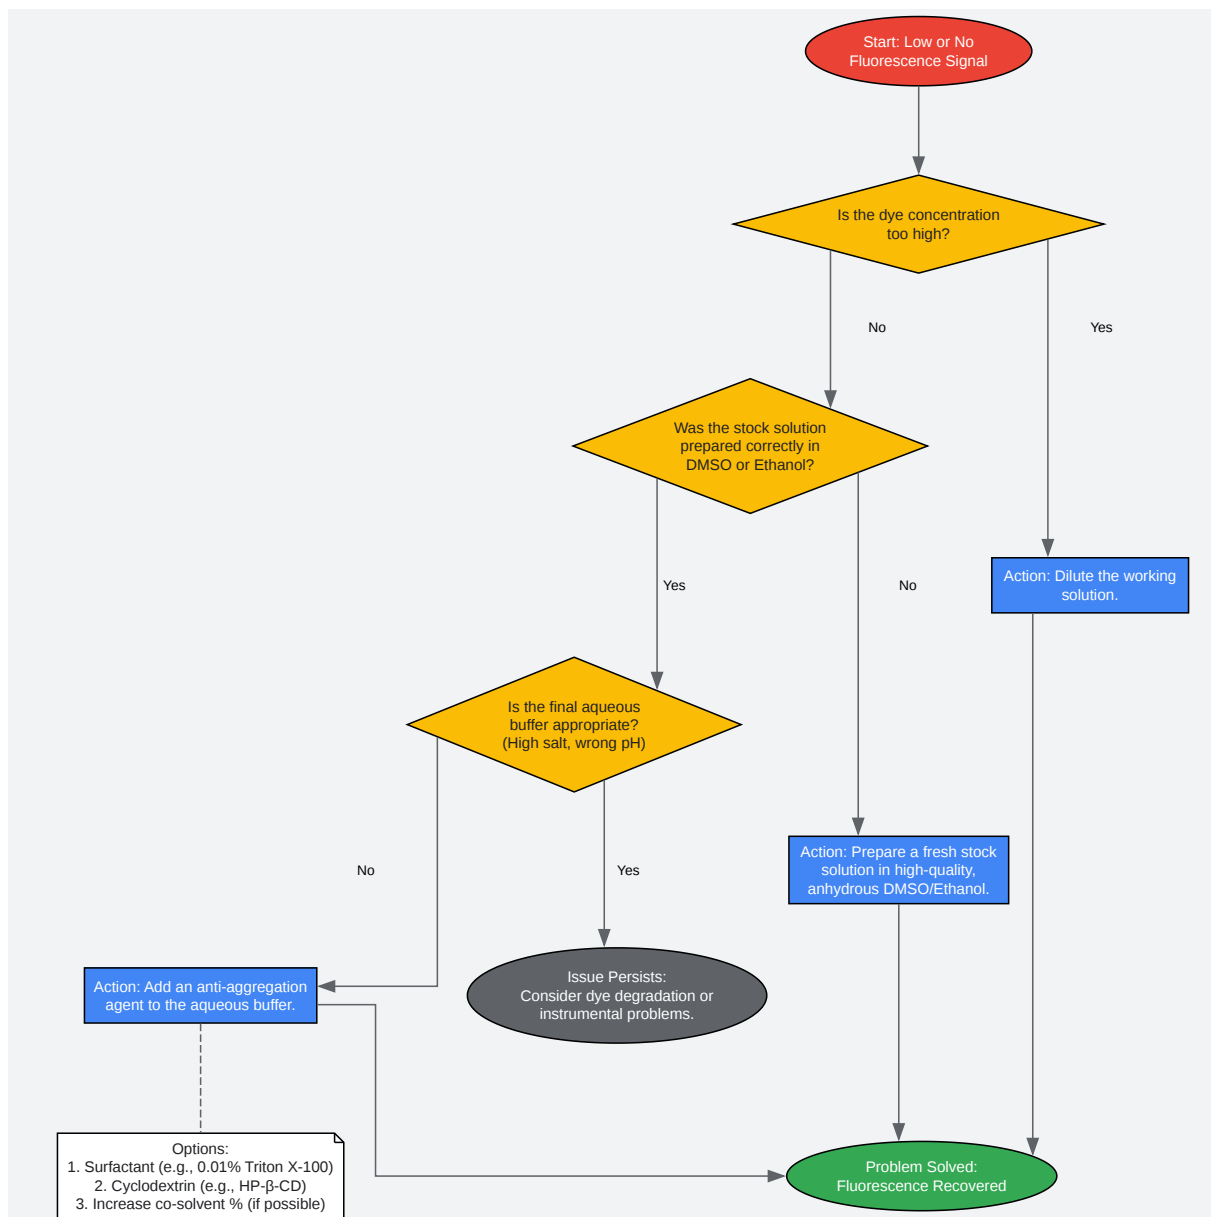 Start: Low or No
Fluorescence Signal
Is the dye concentration
too high?
No
Yes
Was the stock solution
prepared correctly in
DMSO or Ethanol?
Action: Dilute the working
solution.
Yes
No
Is the final aqueous
buffer appropriate?
(High salt, wrong pH)
Action: Prepare a fresh stock
solution in high-quality,
anhydrous DMSO/Ethanol.
No
Yes
Action: Add an anti-aggregation
agent to the aqueous buffer.
Issue Persists:
Consider dye degradation or
instrumental problems.
Options:
1. Surfactant (e.g., 0.01% Triton X-100)
2. Cyclodextrin (e.g., HP-β-CD)
3. Increase co-solvent % (if possible)
Problem Solved:
Fluorescence Recovered